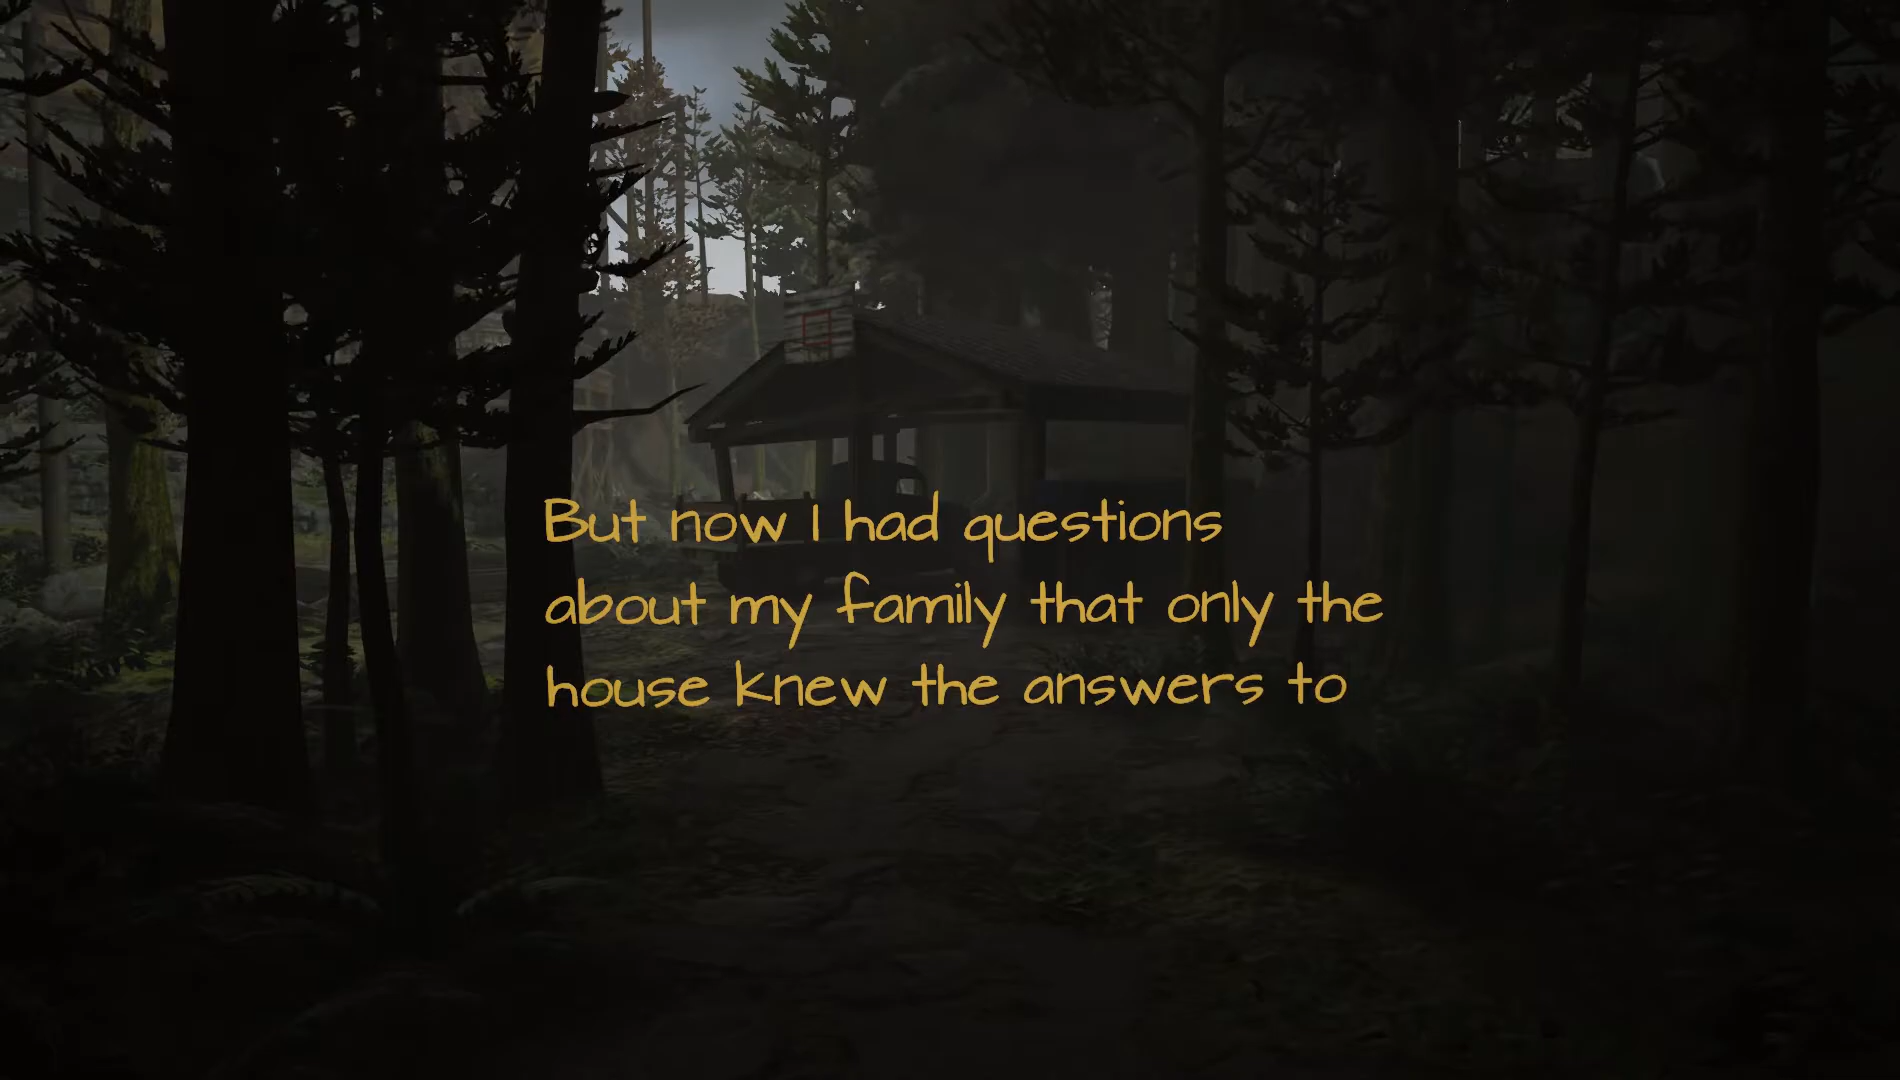 But now I had questions
about my family that only the
house knew the answers to